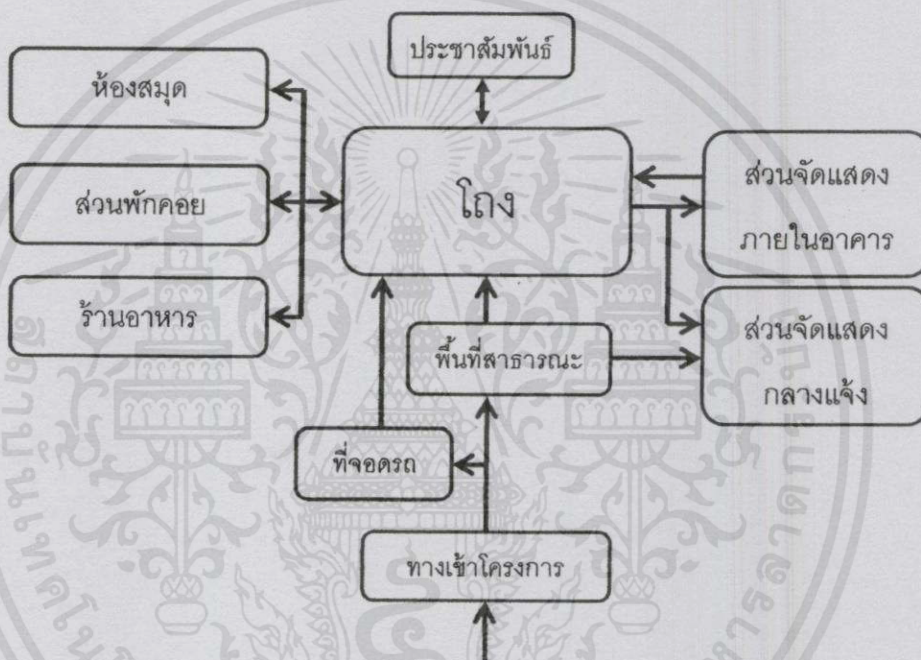 ประชาสัมพันธ์
ห้องสมุด
โถง
ส่วนจัดแสดง
ภายในอาคาร
ส่วนพักคอย
ร้านอาหาร
พื้นที่สาธารณะ
ส่วนจัดแสดง
กลางแจ้ง
ที่จอดรถ
ทางเข้าโครงการ